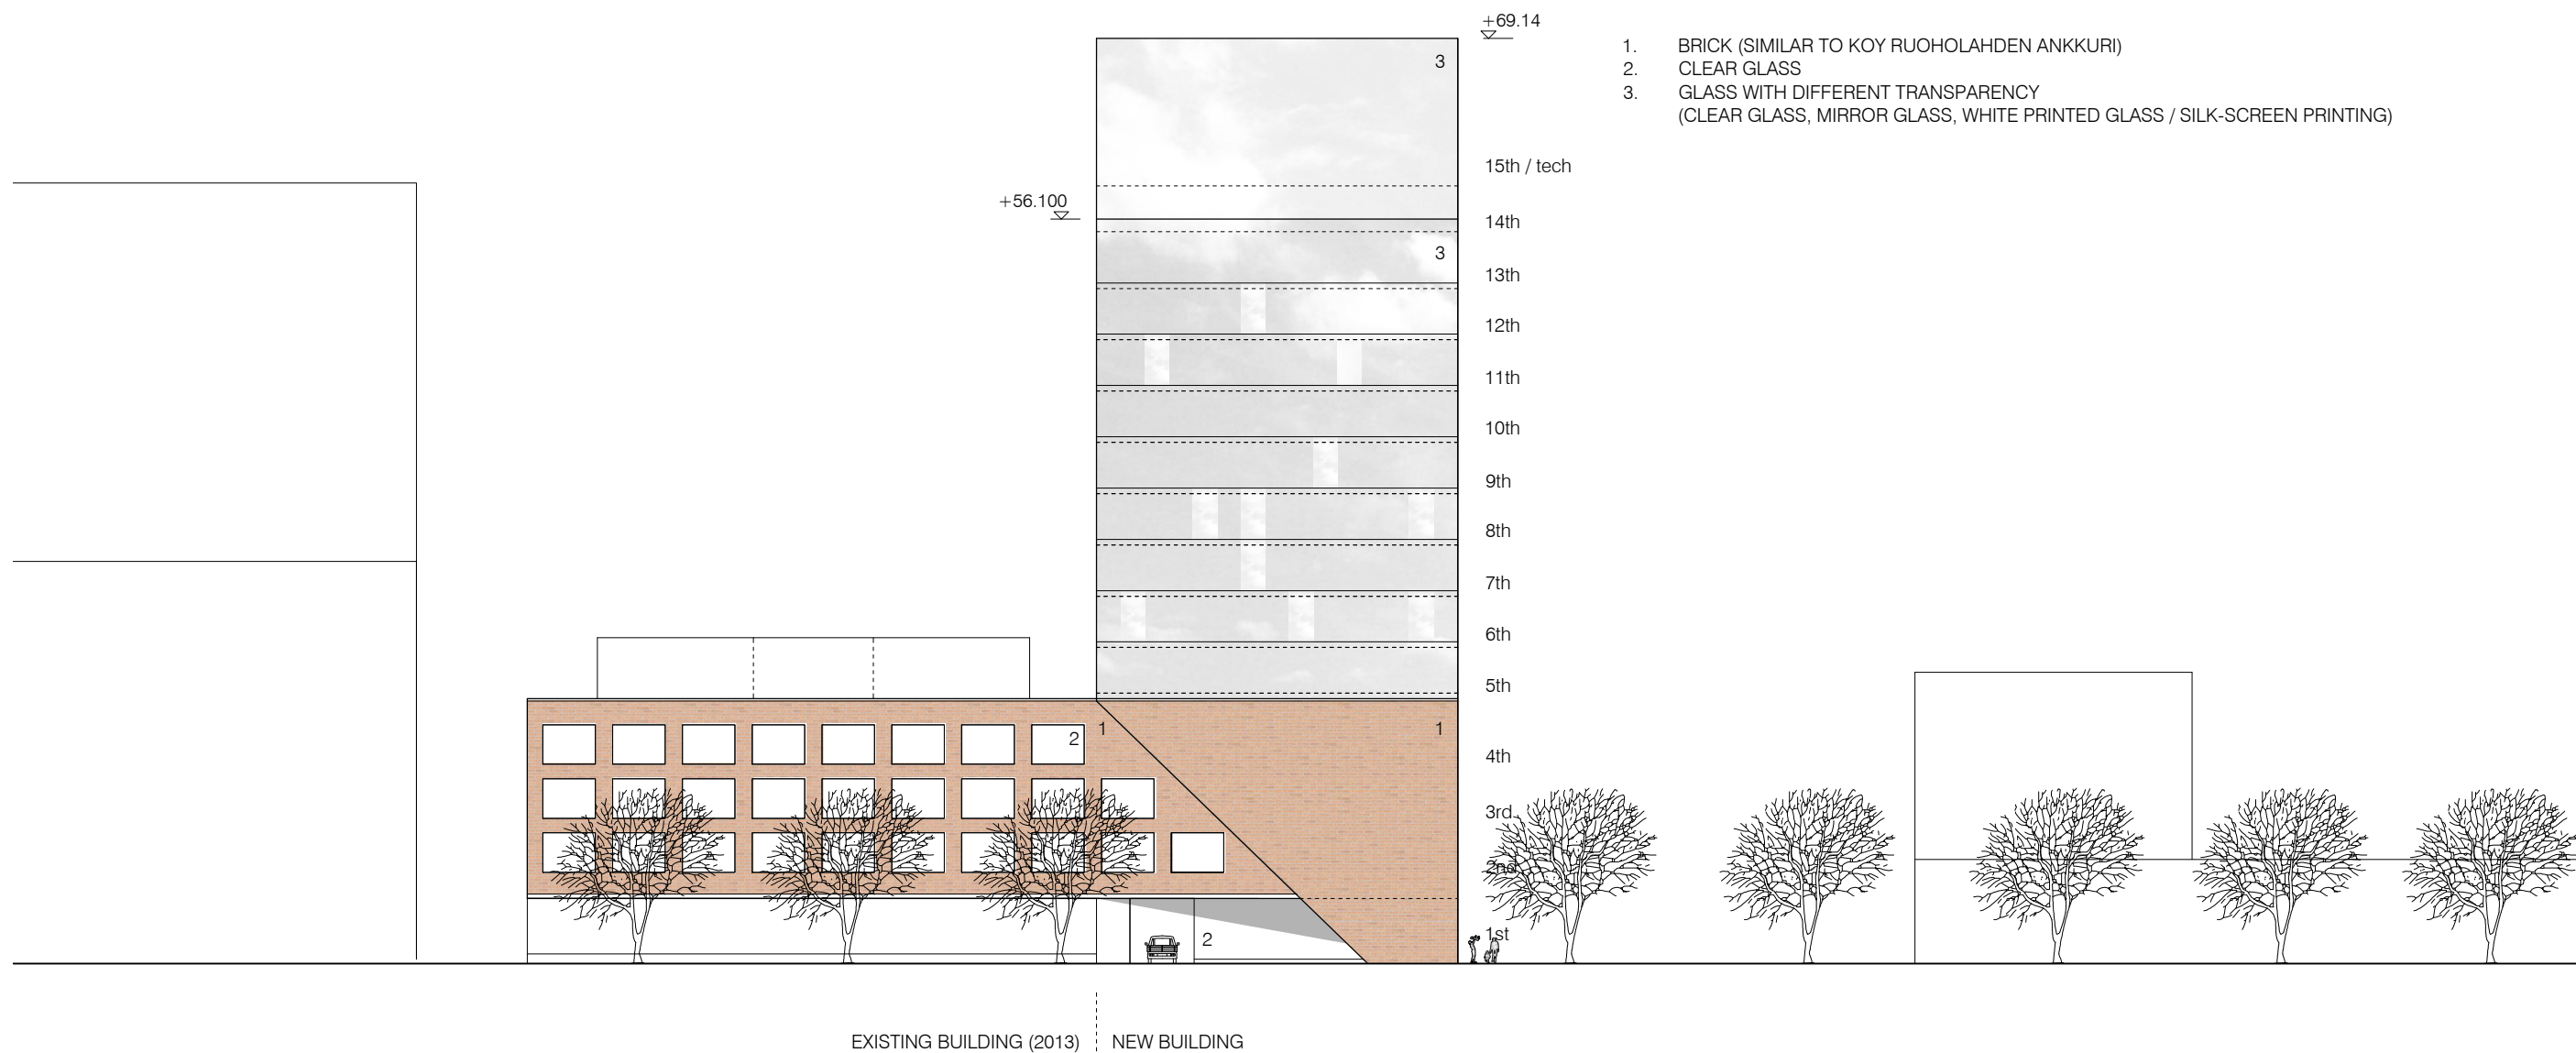 +69.14
1. BRICK (SIMILAR TO KOY RUOHOLAHDEN ANKKURI)
2. CLEAR GLASS
3. GLASS WITH DIFFERENT TRANSPARENCY
(CLEAR GLASS, MIRROR GLASS, WHITE PRINTED GLASS / SILK-SCREEN PRINTING)
3
15th / tech
+56.100
14th
3
13th
12th
11th
10th
9th
8th
7th
6th
5th
2
1
1
4th
3rd
2nd
1st
2
EXISTING BUILDING (2013)
NEW BUILDING